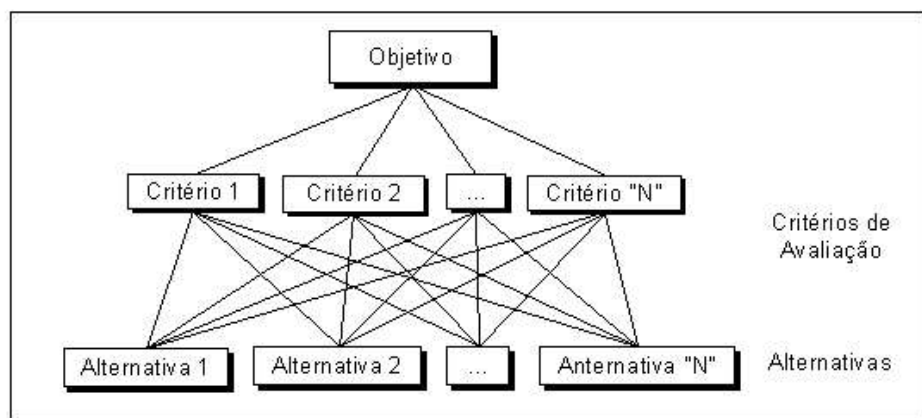 Objetivo
Critério 1
Critério 2
...
Critério "N"
Critérios de
Avaliação
Alternativa 1
Alternativa 2
...
Anternativa "N"
Alternativas